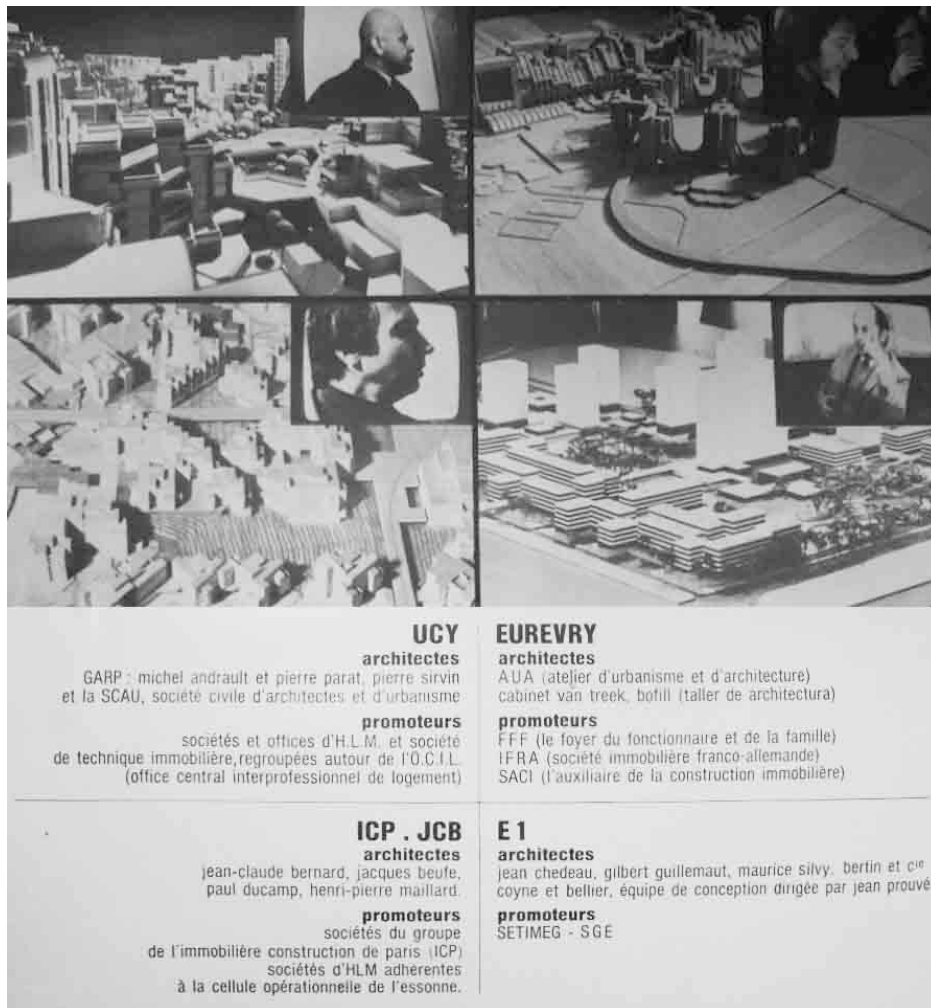 UCY
architectes
GARP : michel andrault et pierre parat, pierre sirvin
et la SCAU, société civile d'architectes et d'urbanisme
promoteurs
sociétés et offices d'H.L.M. et société
de technique immobilière, regroupées autour de l'O.C.I.L.
(office central interprofessionnel de logement)
EUREVRY
architectes
AUA (atelier d'urbanisme et d'architecture)
cabinet van treek, bofill (taller de architectura)
promoteurs
FFF (le foyer du fonctionnaire et de la famille)
IFRA (société immobilière franco-allemande)
SACI (l'auxiliaire de la construction immobilière)
ICP . JCB
architectes
jean-claude bernard, jacques beufe,
paul ducamp, henri-pierre maillard.
promoteurs
sociétés du groupe
de l'immobilière construction de paris (ICP)
sociétés d'HLM adhérentes
à la cellule opérationnelle de l'essonne.
E1
architectes
jean chedeau, gilbert guillemaut, maurice silvy. bertin et cie
coyne et bellier, équipe de conception dirigée par jean prouvé
promoteurs
SETIMEG - SGE